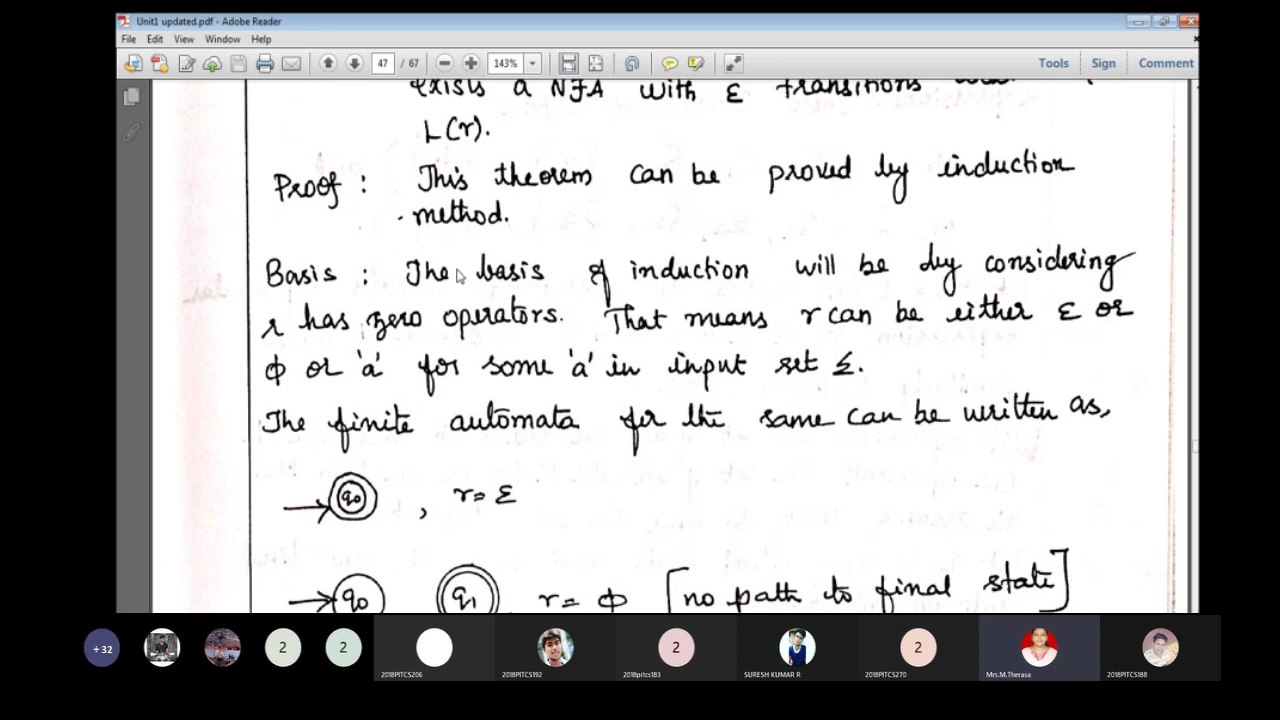 Unit1 updated.pdf - Adobe Reader
File Edit View Window Help
47 / 67 143% Tools Sign Comment
exists a NFA with ε transitions
L(r).
Proof : This theorem can be proved by induction
method.
Basis : The basis of induction will be by considering
r has zero operators. That means r can be either ε or
ϕ or 'a' for some 'a' in input set Σ.
The finite automata for the same can be written as,
q0 , r = ε
q0 q1 , r = ϕ [no path to final state]
+32 2 2 2 2
2018PITCS206 2018PITCS192 2018pitcs183 SURESH KUMAR R 2018PITCS270 Mrs.M.Therasa 2018PITCS188